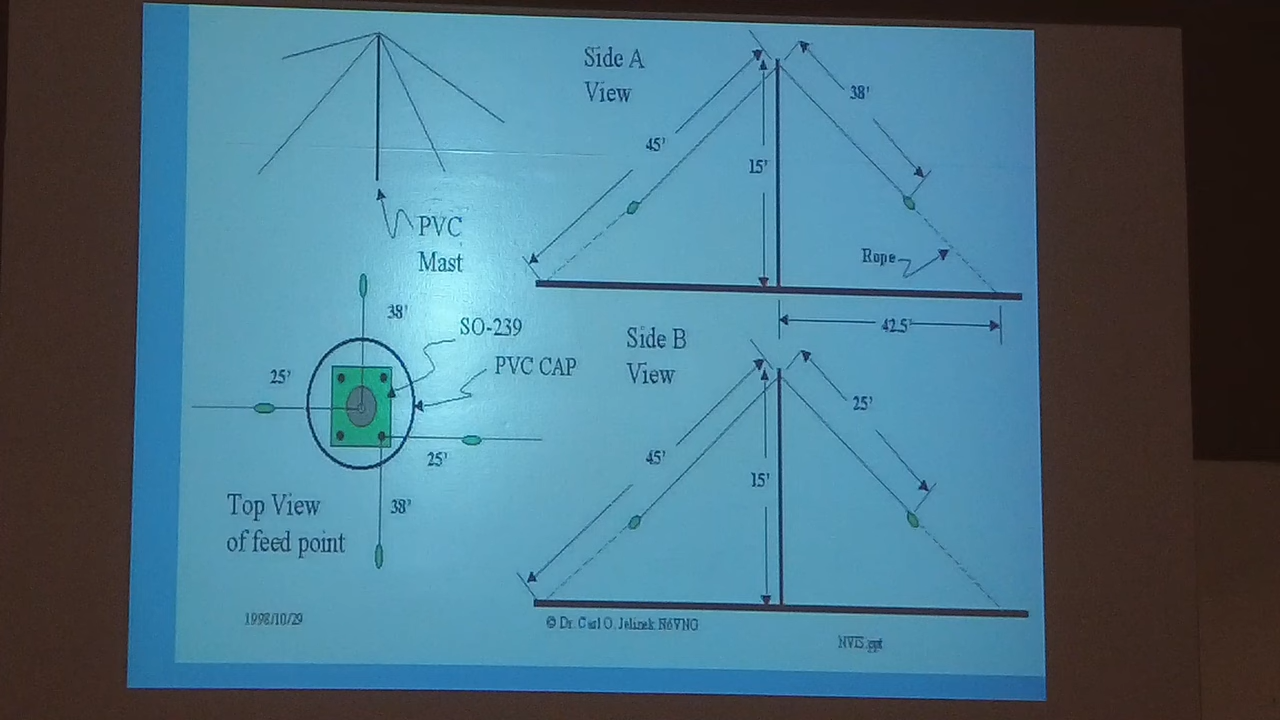 PVC
Mast
38'
SO-239
PVC CAP
25'
25'
38'
Top View
of feed point
Side A
View
45'
15'
38'
Rope
42.5'
Side B
View
45'
15'
25'
1998/10/29
© Dr. Carl O. Jelinek N6VNG
NVIS.ppt